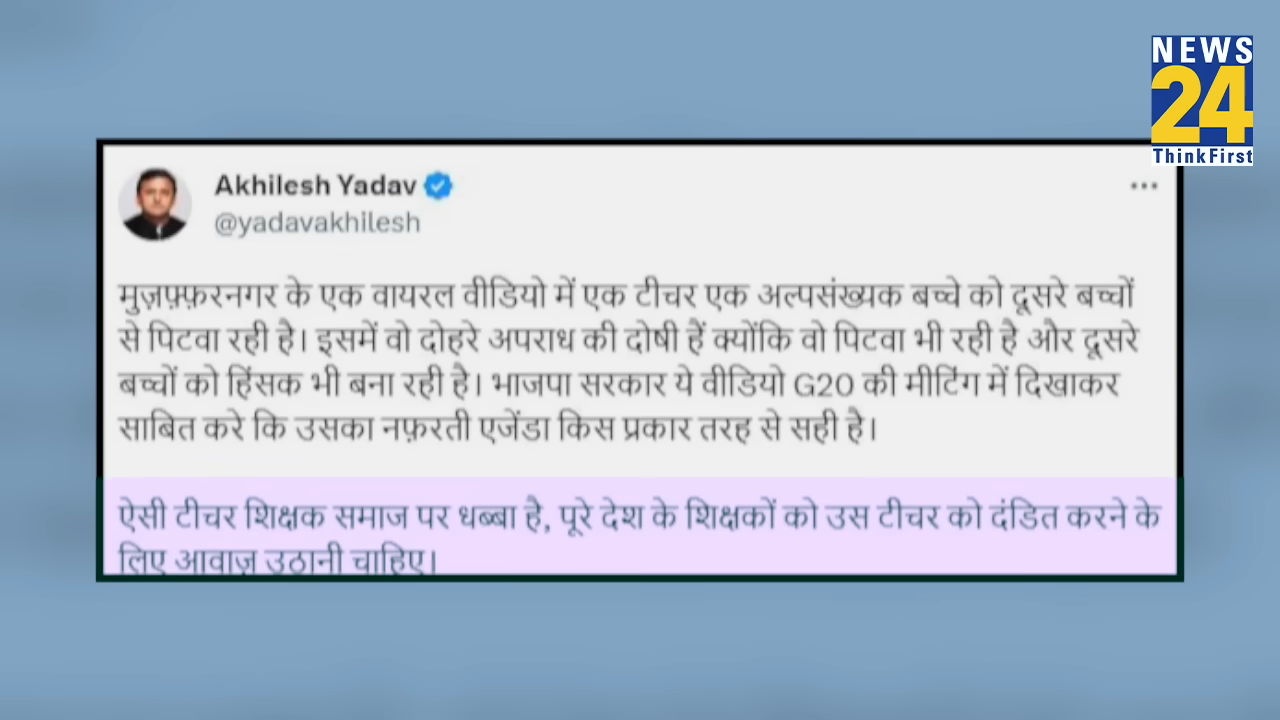 NEWS
24
ThinkFirst
Akhilesh Yadav
@yadavakhilesh
मुज़फ़्फ़रनगर के एक वायरल वीडियो में एक टीचर एक अल्पसंख्यक बच्चे को दूसरे बच्चों
से पिटवा रही है। इसमें वो दोहरे अपराध की दोषी हैं क्योंकि वो पिटवा भी रही है और दूसरे
बच्चों को हिंसक भी बना रही है। भाजपा सरकार ये वीडियो G20 की मीटिंग में दिखाकर
साबित करे कि उसका नफ़रती एजेंडा किस प्रकार तरह से सही है।
ऐसी टीचर शिक्षक समाज पर धब्बा है, पूरे देश के शिक्षकों को उस टीचर को दंडित करने के
लिए आवाज़ उठानी चाहिए।